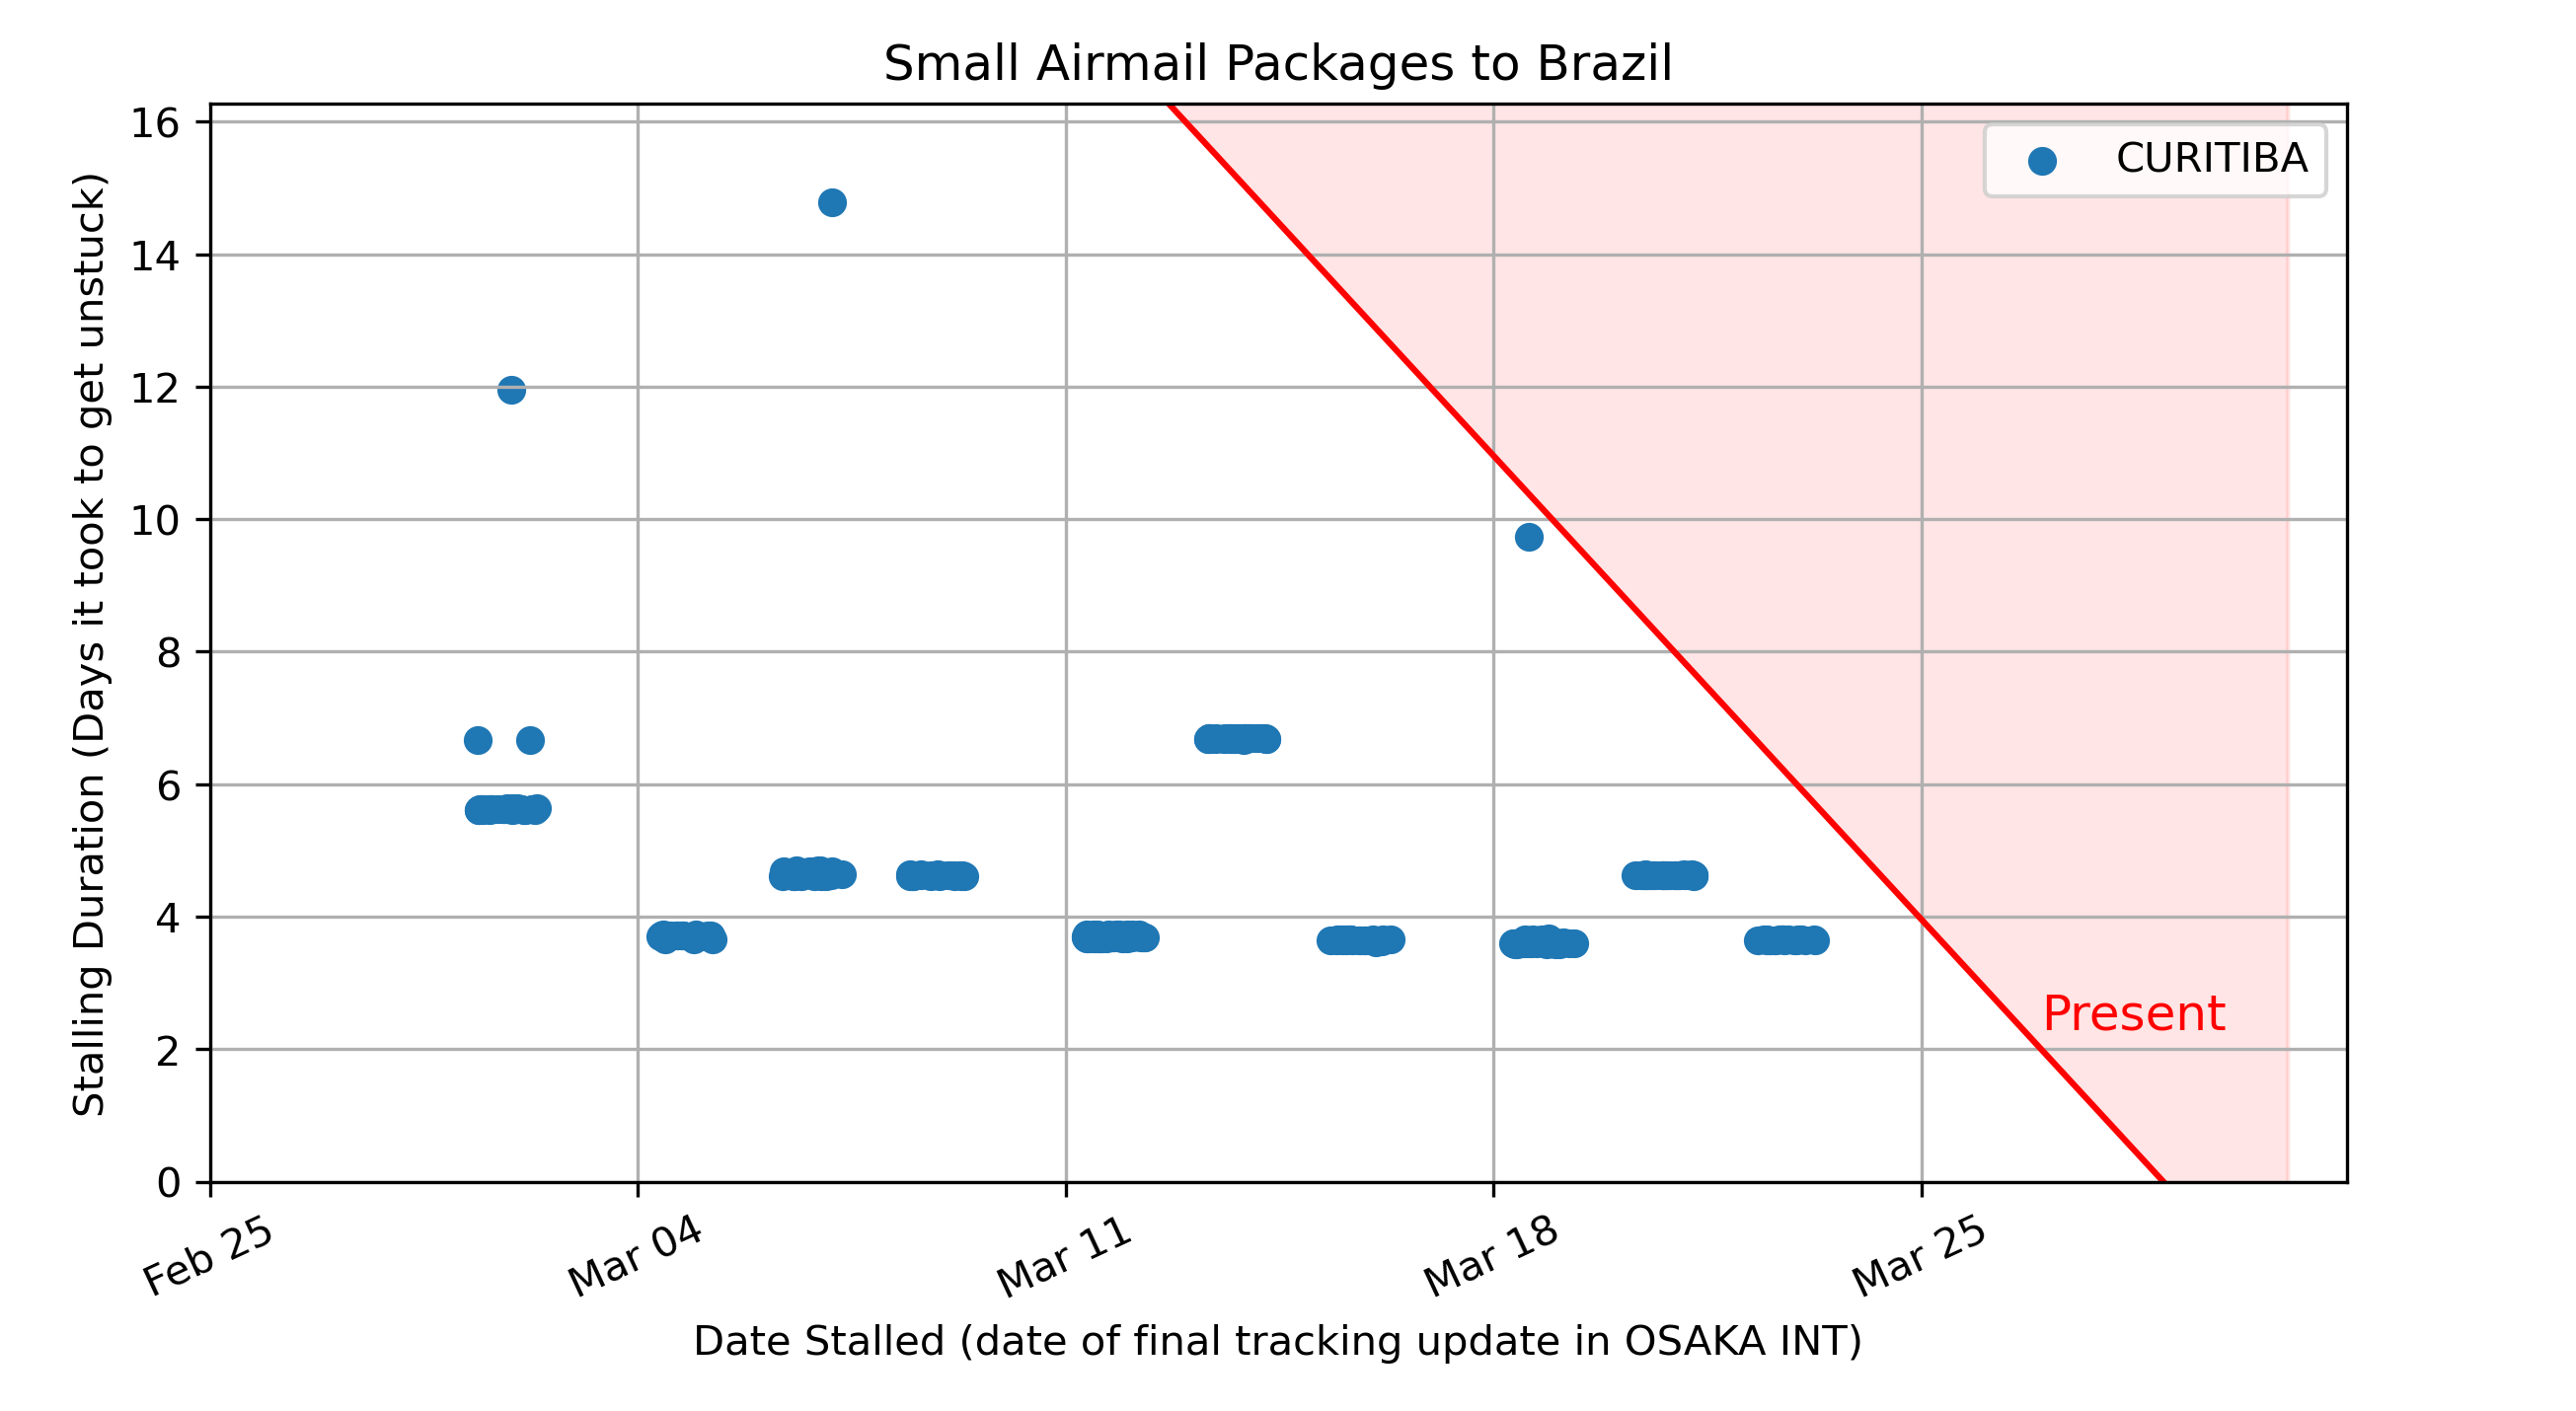 Small Airmail Packages to Brazil
Stalling Duration (Days it took to get unstuck)
16
14
12
10
8
6
4
2
0
CURITIBA
Present
Feb 25
Mar 04
Mar 11
Mar 18
Mar 25
Date Stalled (date of final tracking update in OSAKA INT)